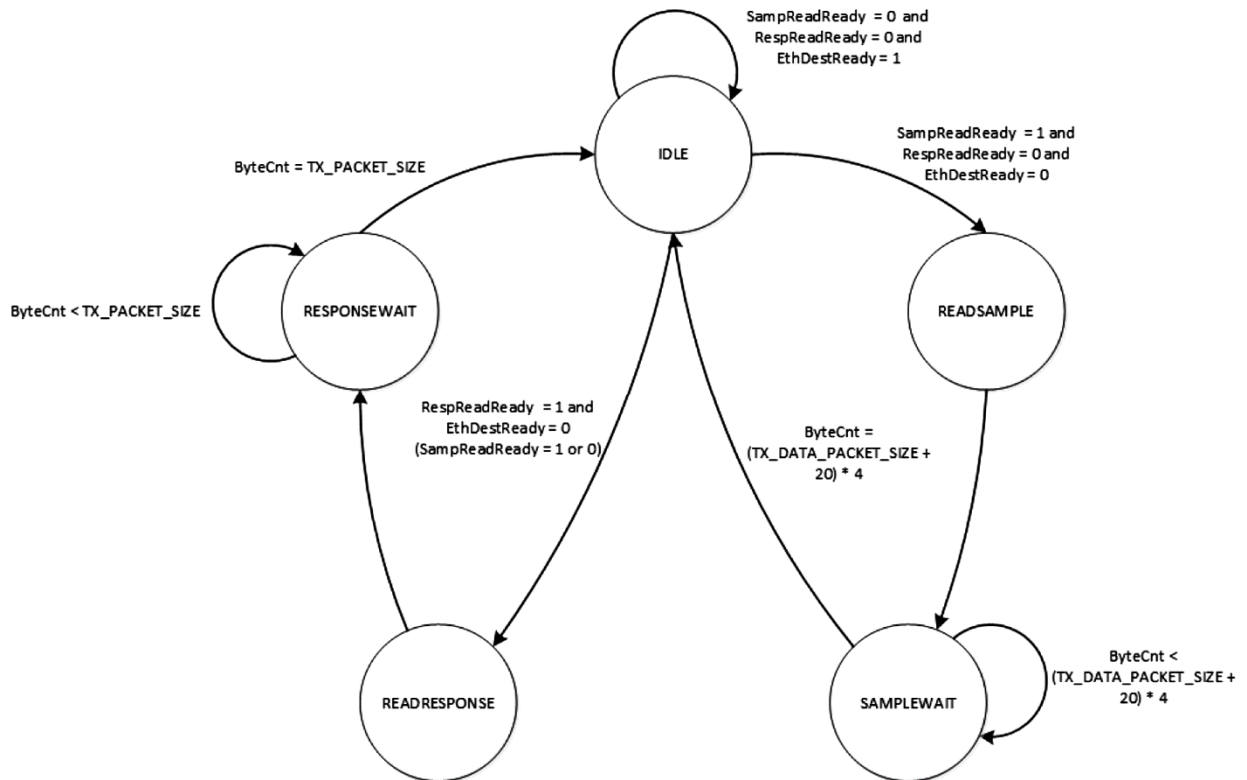 SampReadReady = 0 and
RespReadReady = 0 and
EthDestReady = 1
IDLE
SampReadReady = 1 and
RespReadReady = 0 and
EthDestReady = 0
ByteCnt = TX_PACKET_SIZE
ByteCnt < TX_PACKET_SIZE
RESPONSEWAIT
READSAMPLE
RespReadReady = 1 and
EthDestReady = 0
(SampReadReady = 1 or 0)
ByteCnt =
(TX_DATA_PACKET_SIZE +
20) * 4
READRESPONSE
SAMPLEWAIT
ByteCnt <
(TX_DATA_PACKET_SIZE +
20) * 4